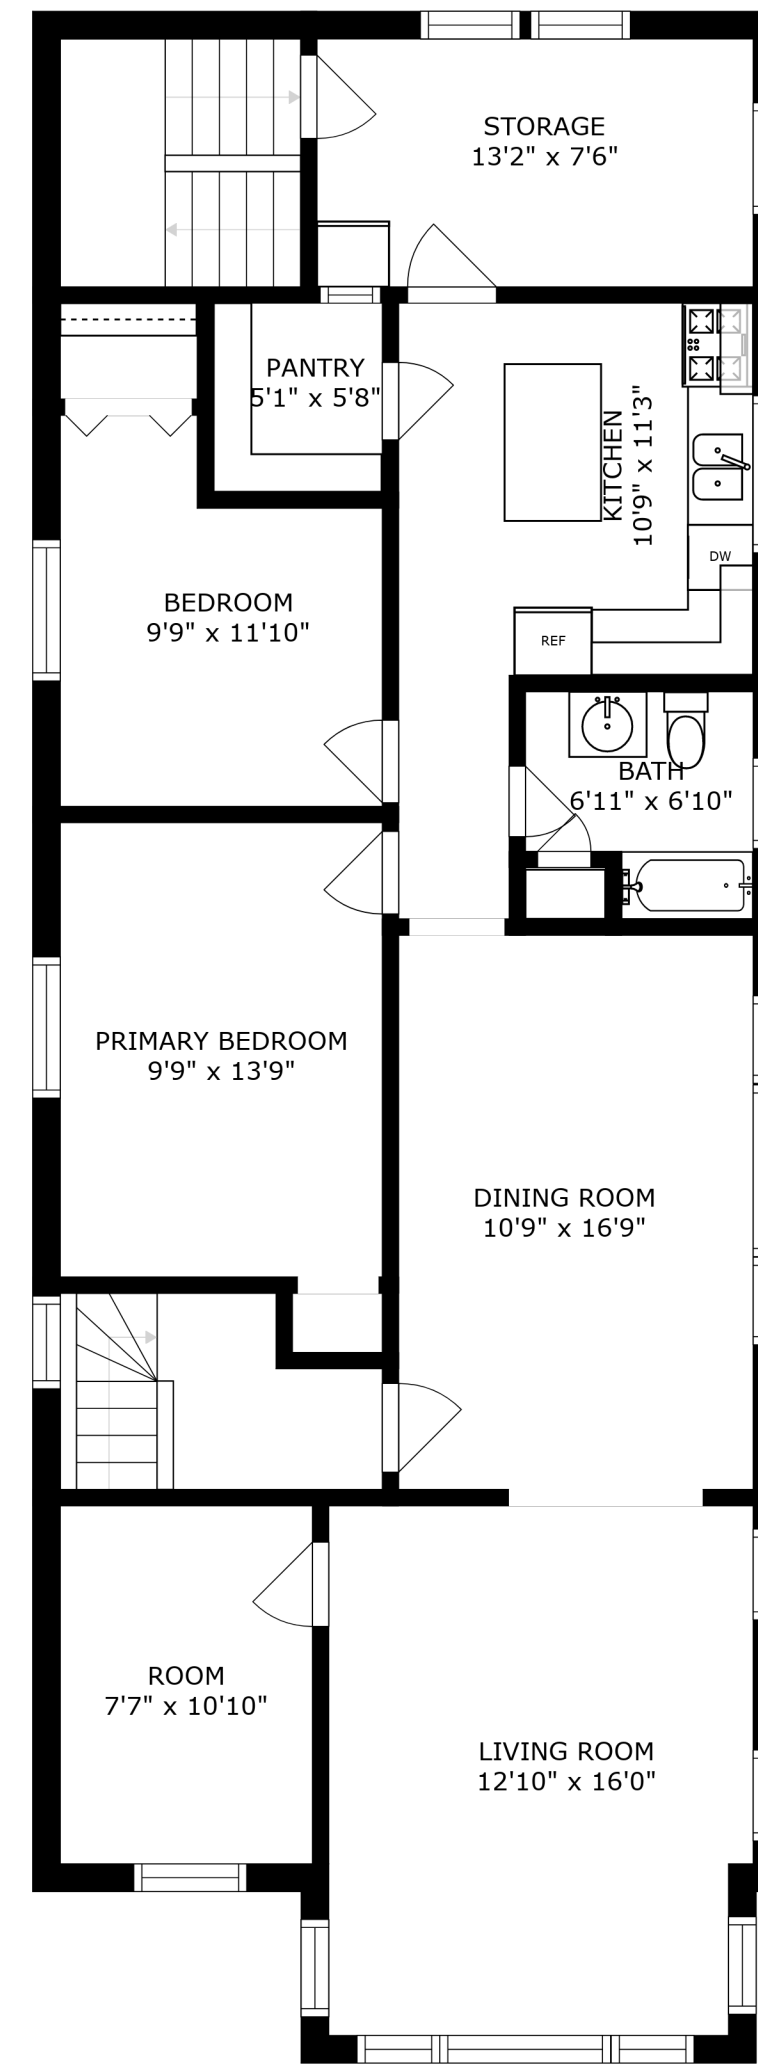 STORAGE
13'2" x 7'6"
PANTRY
5'1" x 5'8"
KITCHEN
10'9" x 11'3"
DW
BEDROOM
9'9" x 11'10"
REF
BATH
6'11" x 6'10"
PRIMARY BEDROOM
9'9" x 13'9"
DINING ROOM
10'9" x 16'9"
ROOM
7'7" x 10'10"
LIVING ROOM
12'10" x 16'0"